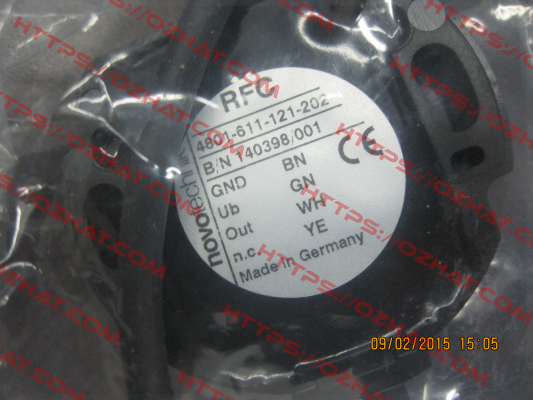 RFC
4801-611-121-202
B/N 140398/001
GND BN
Ub GN
Out WH
n.c. YE
Made in Germany
novotechnik
CE
09/02/2015 15:05
HTTPS://OZHAT.COM